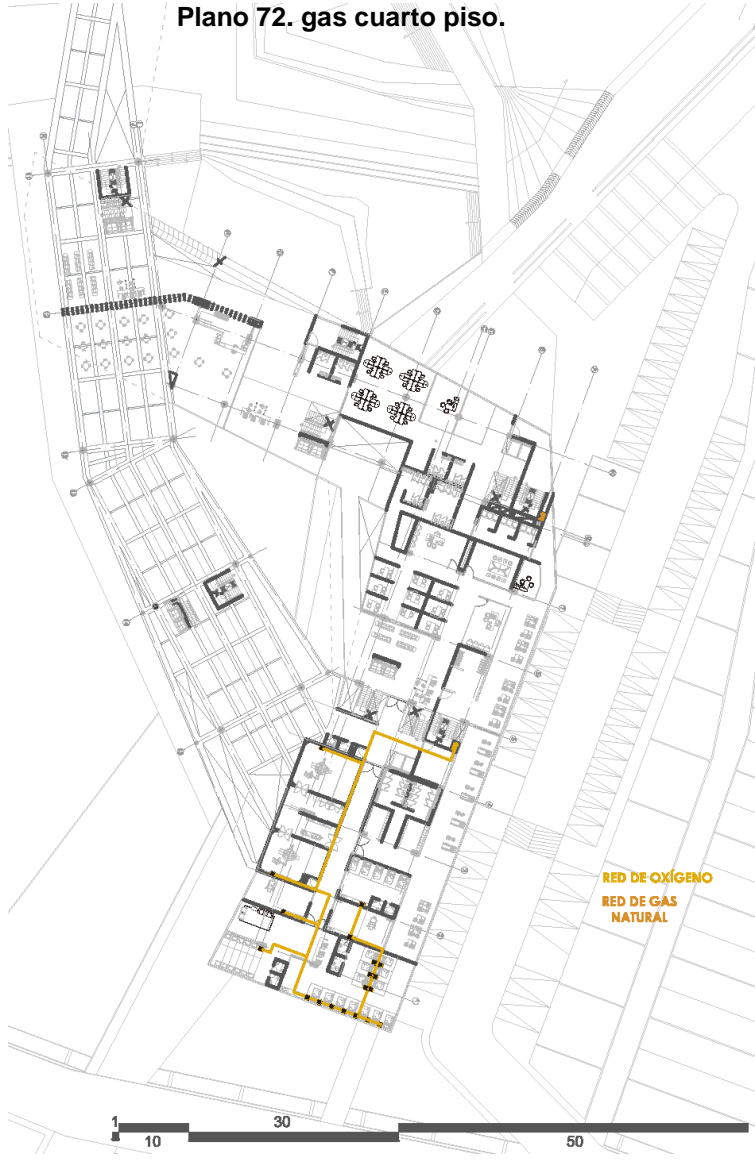 Plano 72. gas cuarto piso.
RED DE OXÍGENO
RED DE GAS
NATURAL
1
30
10
50